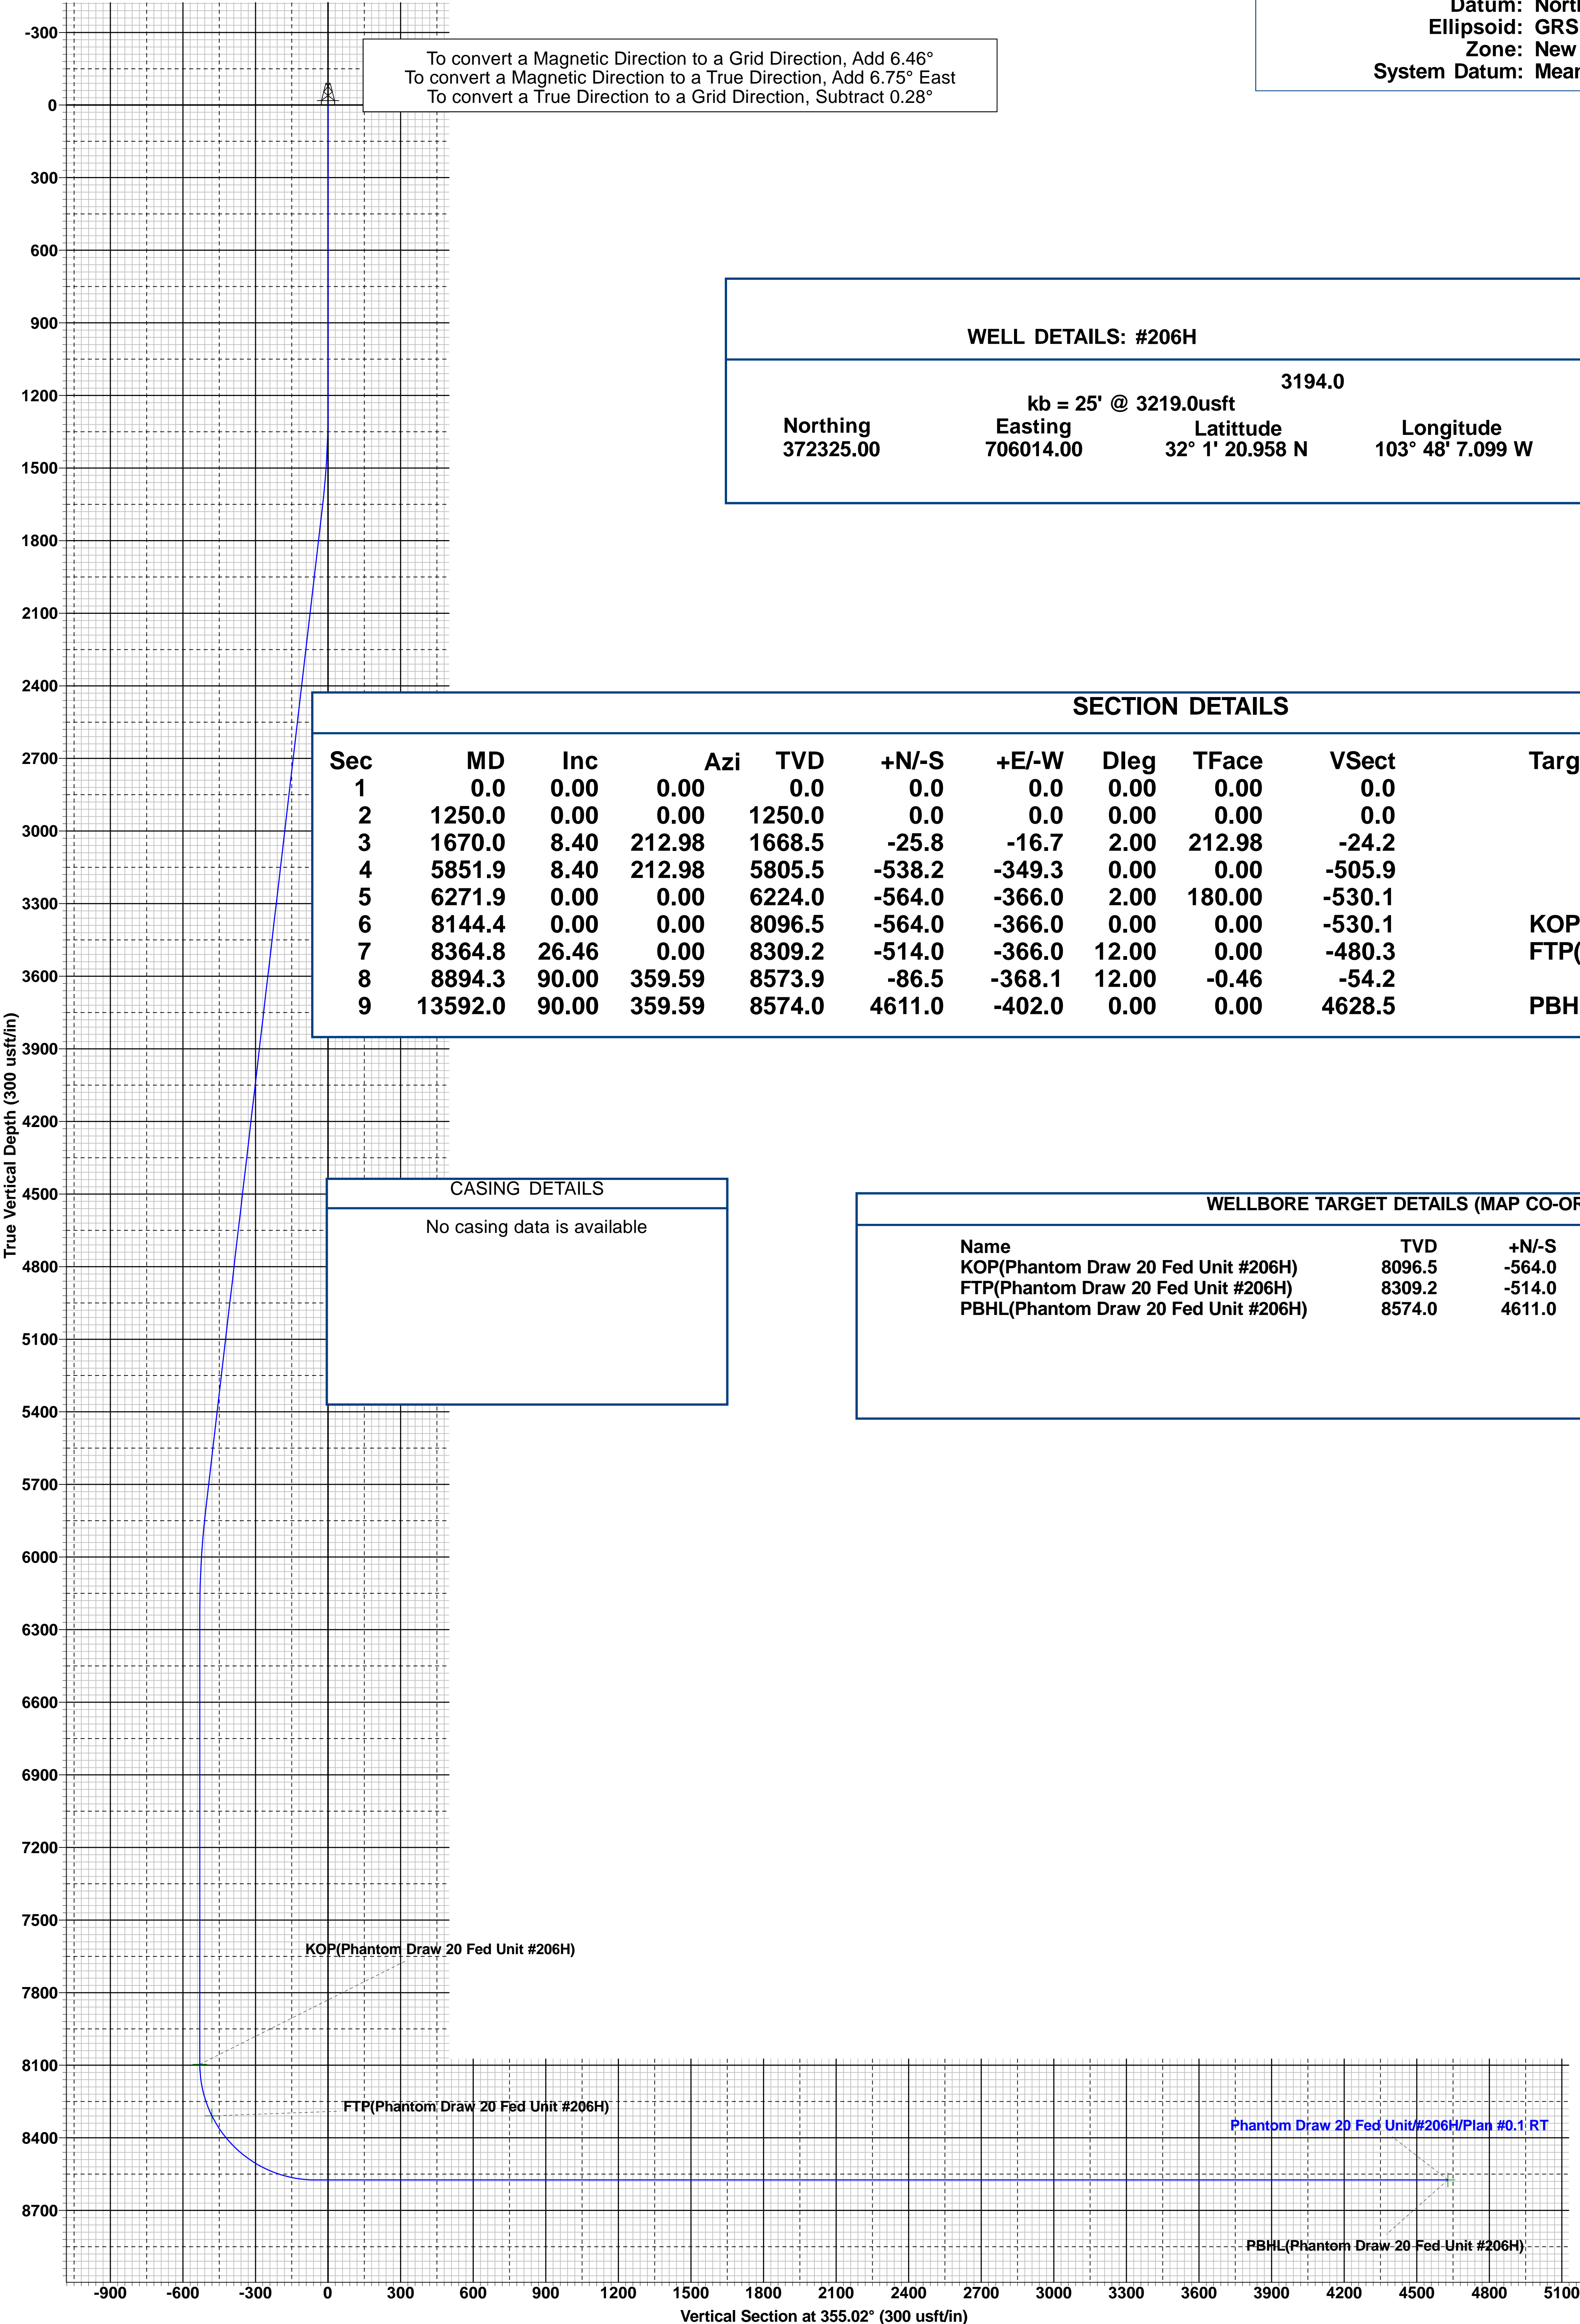 Datum: North
Ellipsoid: GRS
Zone: New
System Datum: Mean
To convert a Magnetic Direction to a Grid Direction, Add 6.46°
To convert a Magnetic Direction to a True Direction, Add 6.75° East
To convert a True Direction to a Grid Direction, Subtract 0.28°
WELL DETAILS: #206H
3194.0
kb = 25' @ 3219.0usft
Northing Easting Latittude Longitude
372325.00 706014.00 32° 1' 20.958 N 103° 48' 7.099 W
SECTION DETAILS
Sec MD Inc Azi TVD +N/-S +E/-W Dleg TFace VSect Targ
1 0.0 0.00 0.00 0.0 0.0 0.0 0.00 0.00 0.0
2 1250.0 0.00 0.00 1250.0 0.0 0.0 0.00 0.00 0.0
3 1670.0 8.40 212.98 1668.5 -25.8 -16.7 2.00 212.98 -24.2
4 5851.9 8.40 212.98 5805.5 -538.2 -349.3 0.00 0.00 -505.9
5 6271.9 0.00 0.00 6224.0 -564.0 -366.0 2.00 180.00 -530.1
6 8144.4 0.00 0.00 8096.5 -564.0 -366.0 0.00 0.00 -530.1 KOP
7 8364.8 26.46 0.00 8309.2 -514.0 -366.0 12.00 0.00 -480.3 FTP(
8 8894.3 90.00 359.59 8573.9 -86.5 -368.1 12.00 -0.46 -54.2
9 13592.0 90.00 359.59 8574.0 4611.0 -402.0 0.00 0.00 4628.5 PBH
CASING DETAILS
No casing data is available
WELLBORE TARGET DETAILS (MAP CO-OR
Name TVD +N/-S
KOP(Phantom Draw 20 Fed Unit #206H) 8096.5 -564.0
FTP(Phantom Draw 20 Fed Unit #206H) 8309.2 -514.0
PBHL(Phantom Draw 20 Fed Unit #206H) 8574.0 4611.0
True Vertical Depth (300 usft/in)
-300
0
300
600
900
1200
1500
1800
2100
2400
2700
3000
3300
3600
3900
4200
4500
4800
5100
5400
5700
6000
6300
6600
6900
7200
7500
7800
8100
8400
8700
KOP(Phantom Draw 20 Fed Unit #206H)
FTP(Phantom Draw 20 Fed Unit #206H)
Phantom Draw 20 Fed Unit/#206H/Plan #0.1 RT
PBHL(Phantom Draw 20 Fed Unit #206H)
-900 -600 -300 0 300 600 900 1200 1500 1800 2100 2400 2700 3000 3300 3600 3900 4200 4500 4800 5100
Vertical Section at 355.02° (300 usft/in)